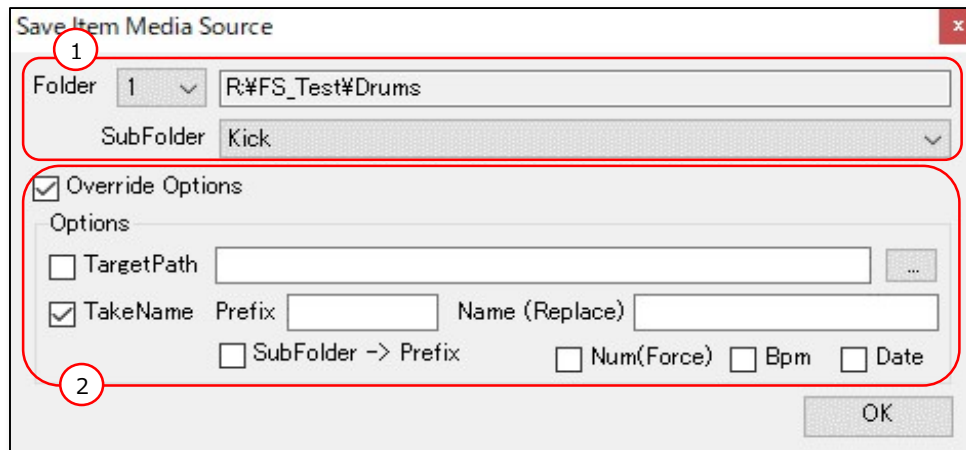 Save Item Media Source x
1
Folder 1 R:¥FS_Test¥Drums
SubFolder Kick
Override Options
Options
TargetPath ...
TakeName Prefix Name (Replace)
SubFolder -> Prefix Num(Force) Bpm Date
2
OK